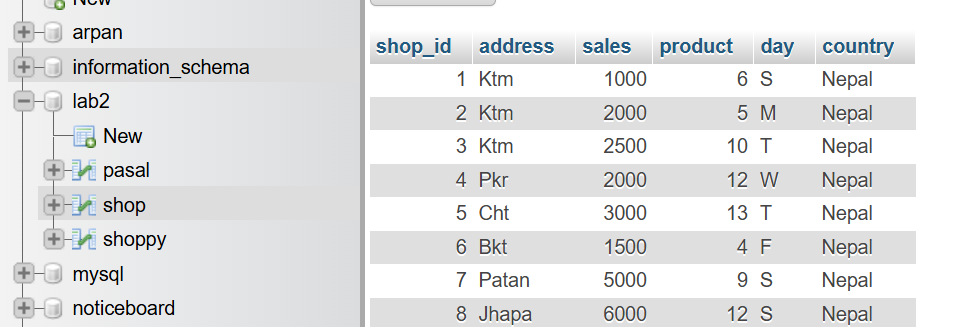 New
arpan
information_schema
lab2
New
pasal
shop
shoppy
mysql
noticeboard
shop_id address sales product day country
1 Ktm 1000 6 S Nepal
2 Ktm 2000 5 M Nepal
3 Ktm 2500 10 T Nepal
4 Pkr 2000 12 W Nepal
5 Cht 3000 13 T Nepal
6 Bkt 1500 4 F Nepal
7 Patan 5000 9 S Nepal
8 Jhapa 6000 12 S Nepal